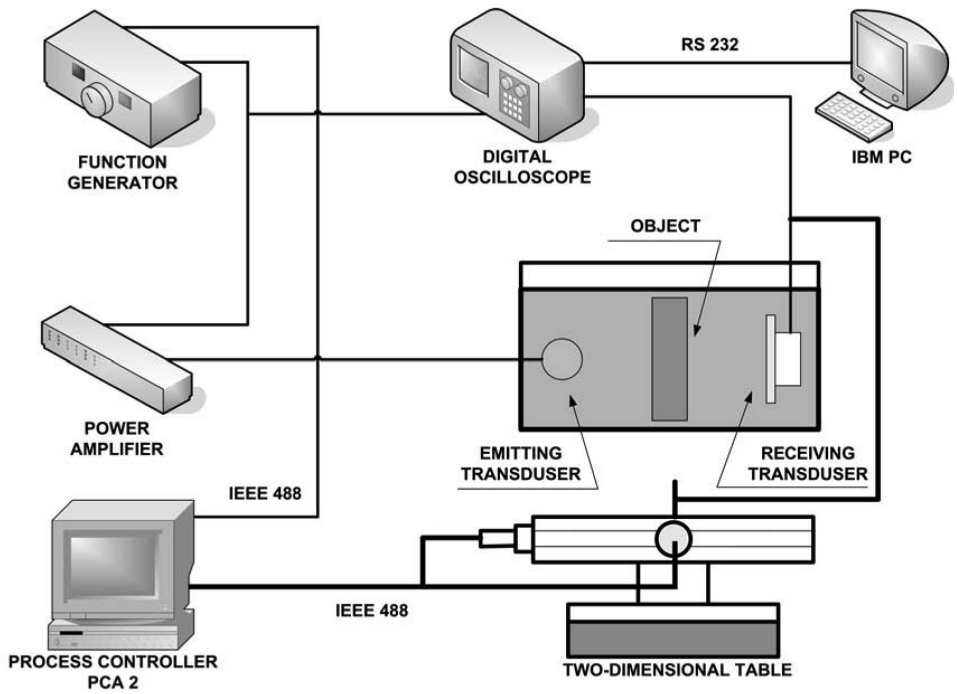 RS 232
FUNCTION
GENERATOR
DIGITAL
OSCILLOSCOPE
IBM PC
OBJECT
POWER
AMPLIFIER
EMITTING
TRANSDUSER
RECEIVING
TRANSDUSER
IEEE 488
IEEE 488
PROCESS CONTROLLER
PCA 2
TWO-DIMENSIONAL TABLE